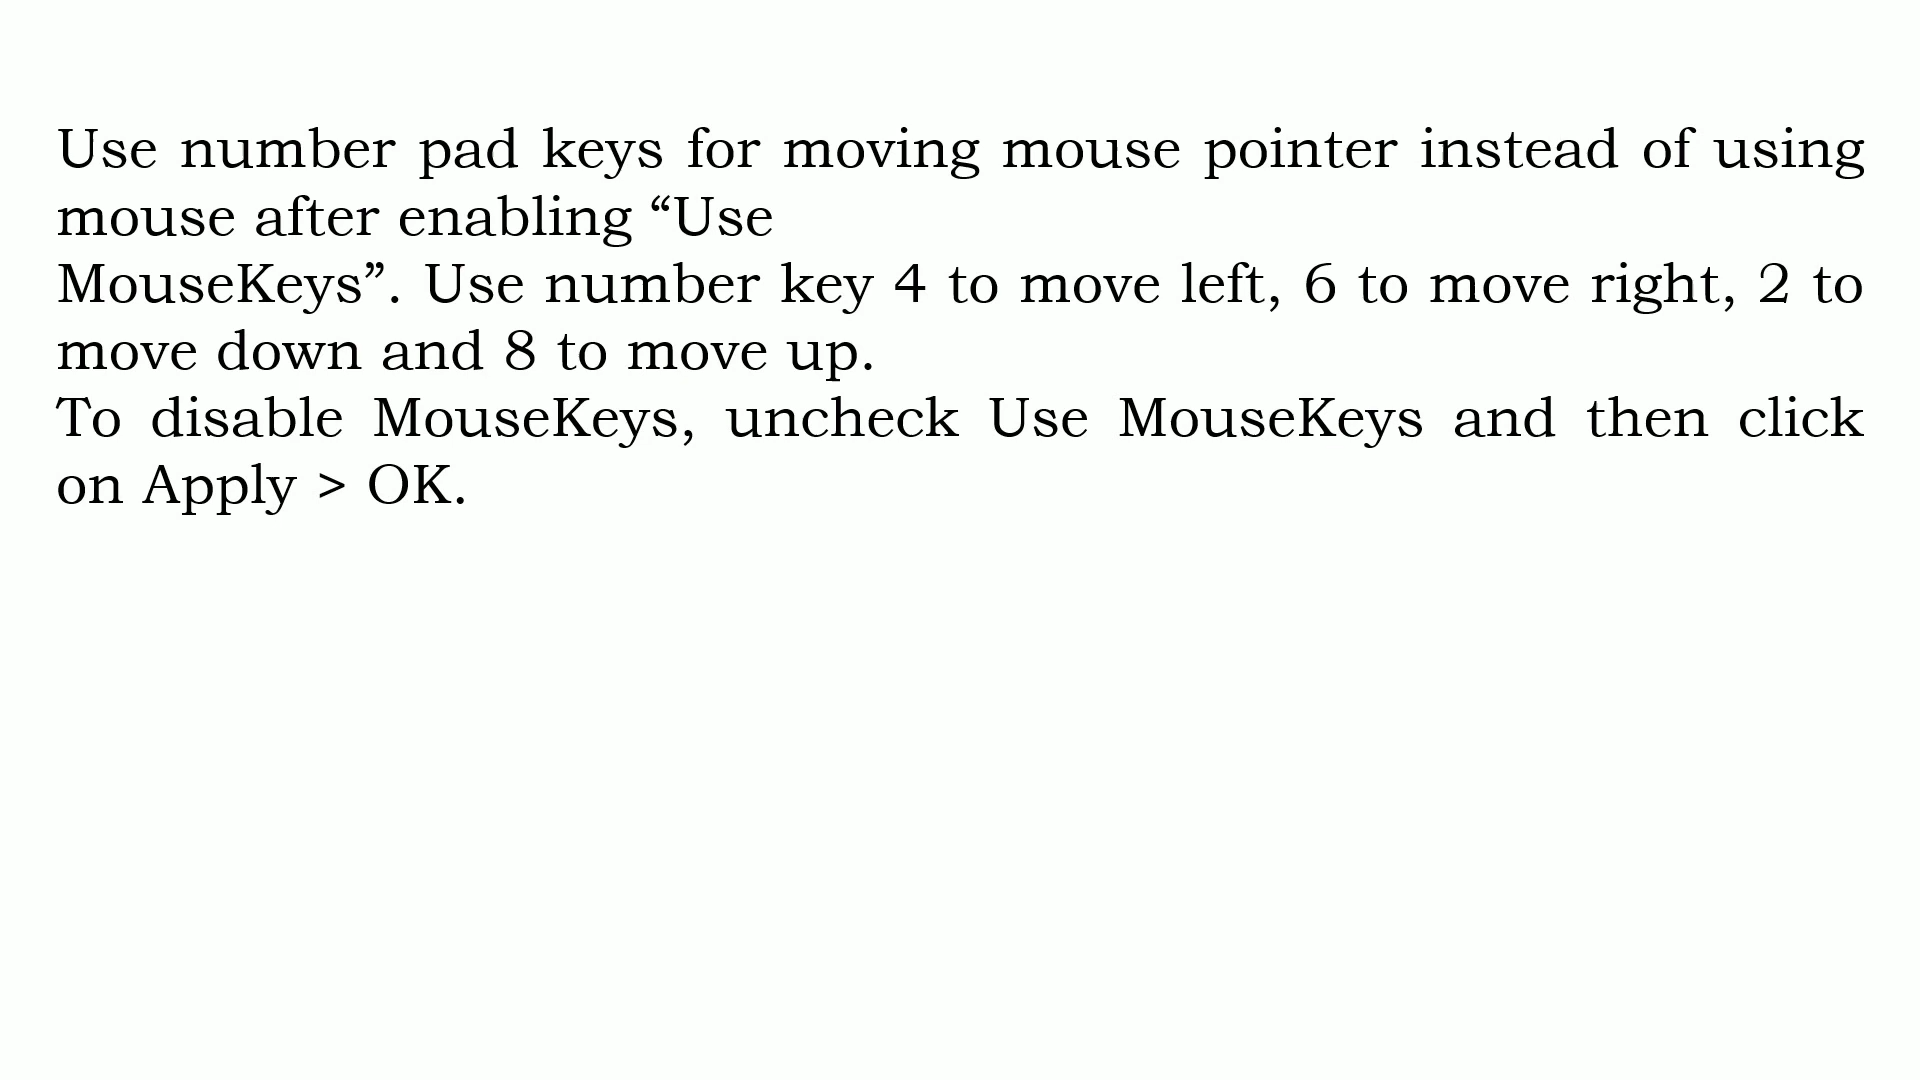 Use number pad keys for moving mouse pointer instead of using
mouse after enabling “Use
MouseKeys”. Use number key 4 to move left, 6 to move right, 2 to
move down and 8 to move up.
To disable MouseKeys, uncheck Use MouseKeys and then click
on Apply > OK.